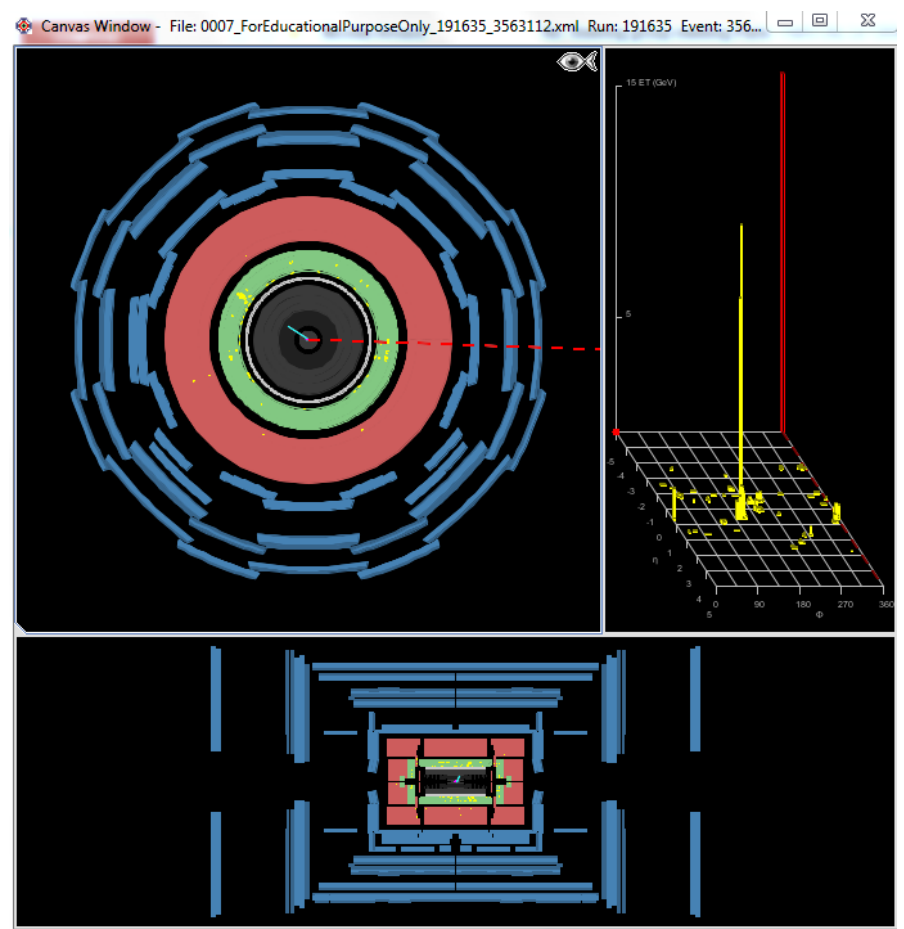 Canvas Window - File: 0007_ForEducationalPurposeOnly_191635_3563112.xml Run: 191635 Event: 356...
15 ET (GeV)
5
-5
-4
-3
-2
-1
0
1
2
3
4
5
η
0 90 180 270 360
Φ